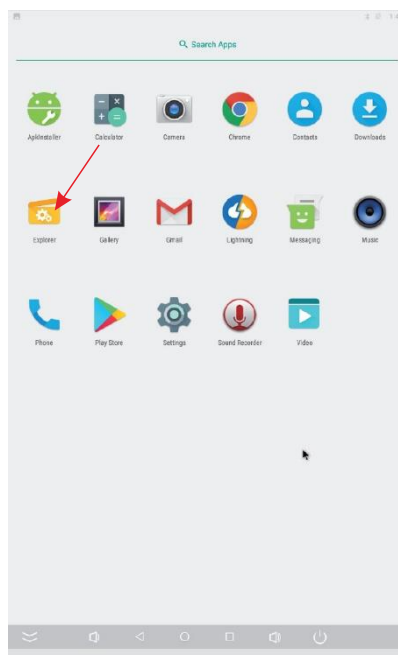 Search Apps
ApkInstaller Calculator Camera Chrome Contacts Downloads
Explorer Gallery Gmail Lightning Messaging Music
Phone Play Store Settings Sound Recorder Video